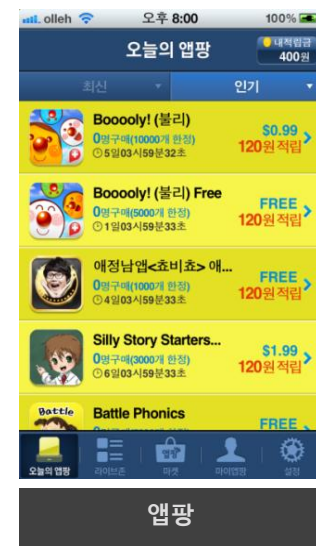 olleh 오후 8:00 100%
오늘의 앱팡
내적립금
400원
최신 인기
Booooly! (불리)
0명구매(10000개 한정)
5일03시59분32초
$0.99
120원적립
Booooly! (불리) Free
0명구매(5000개 한정)
1일03시59분33초
FREE
120원적립
애정남앱<쵸비쵸> 애...
0명구매(1000개 한정)
4일03시59분33초
FREE
120원적립
Silly Story Starters...
0명구매(3000개 한정)
6일03시59분33초
$1.99
120원적립
Battle
Battle Phonics
FREE
오늘의 앱팡 라이브존 마켓 마이앱팡 설정
앱팡